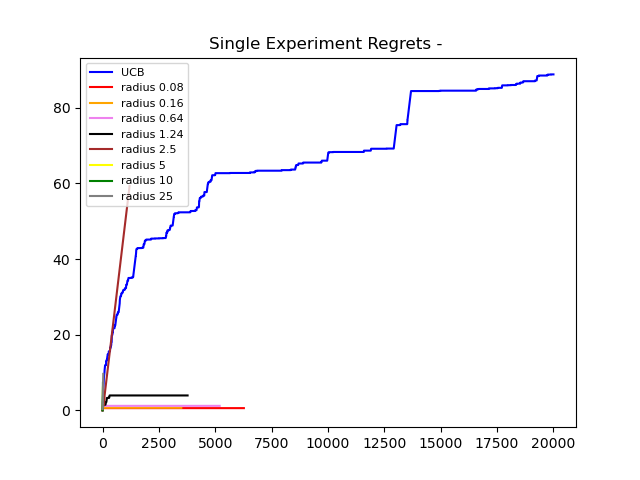 Single Experiment Regrets -
UCB
radius 0.08
radius 0.16
radius 0.64
radius 1.24
radius 2.5
radius 5
radius 10
radius 25
80
60
40
20
0
0 2500 5000 7500 10000 12500 15000 17500 20000